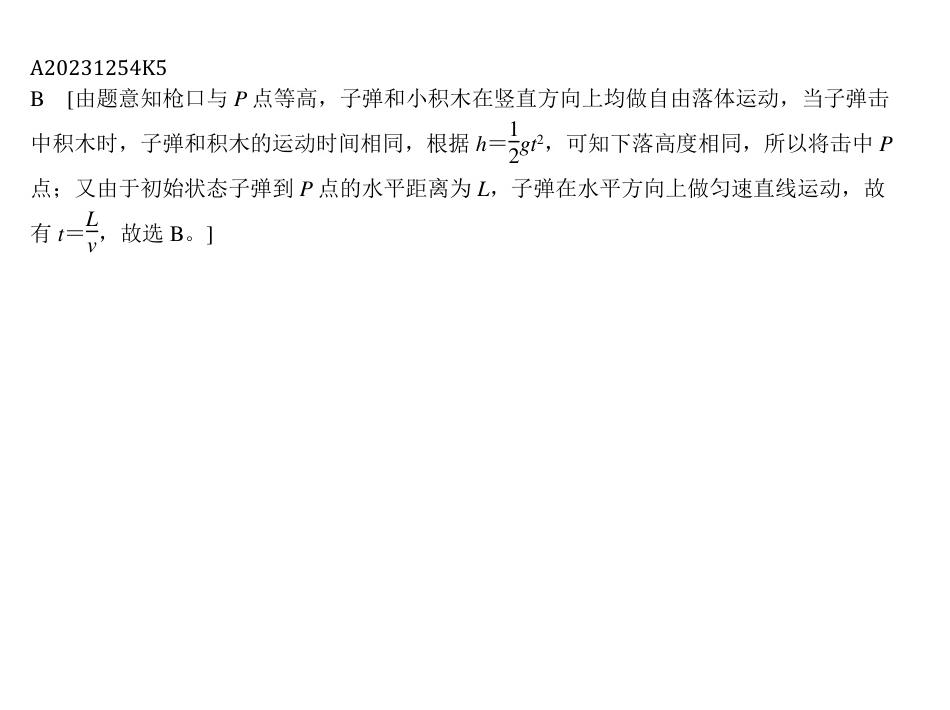 A20231254K5
B [由题意知枪口与 P 点等高，子弹和小积木在竖直方向上均做自由落体运动，当子弹击
中积木时，子弹和积木的运动时间相同，根据 h＝\frac{1}{2}gt²，可知下落高度相同，所以将击中 P
点；又由于初始状态子弹到 P 点的水平距离为 L，子弹在水平方向上做匀速直线运动，故
有 t＝\frac{L}{v}，故选 B。]